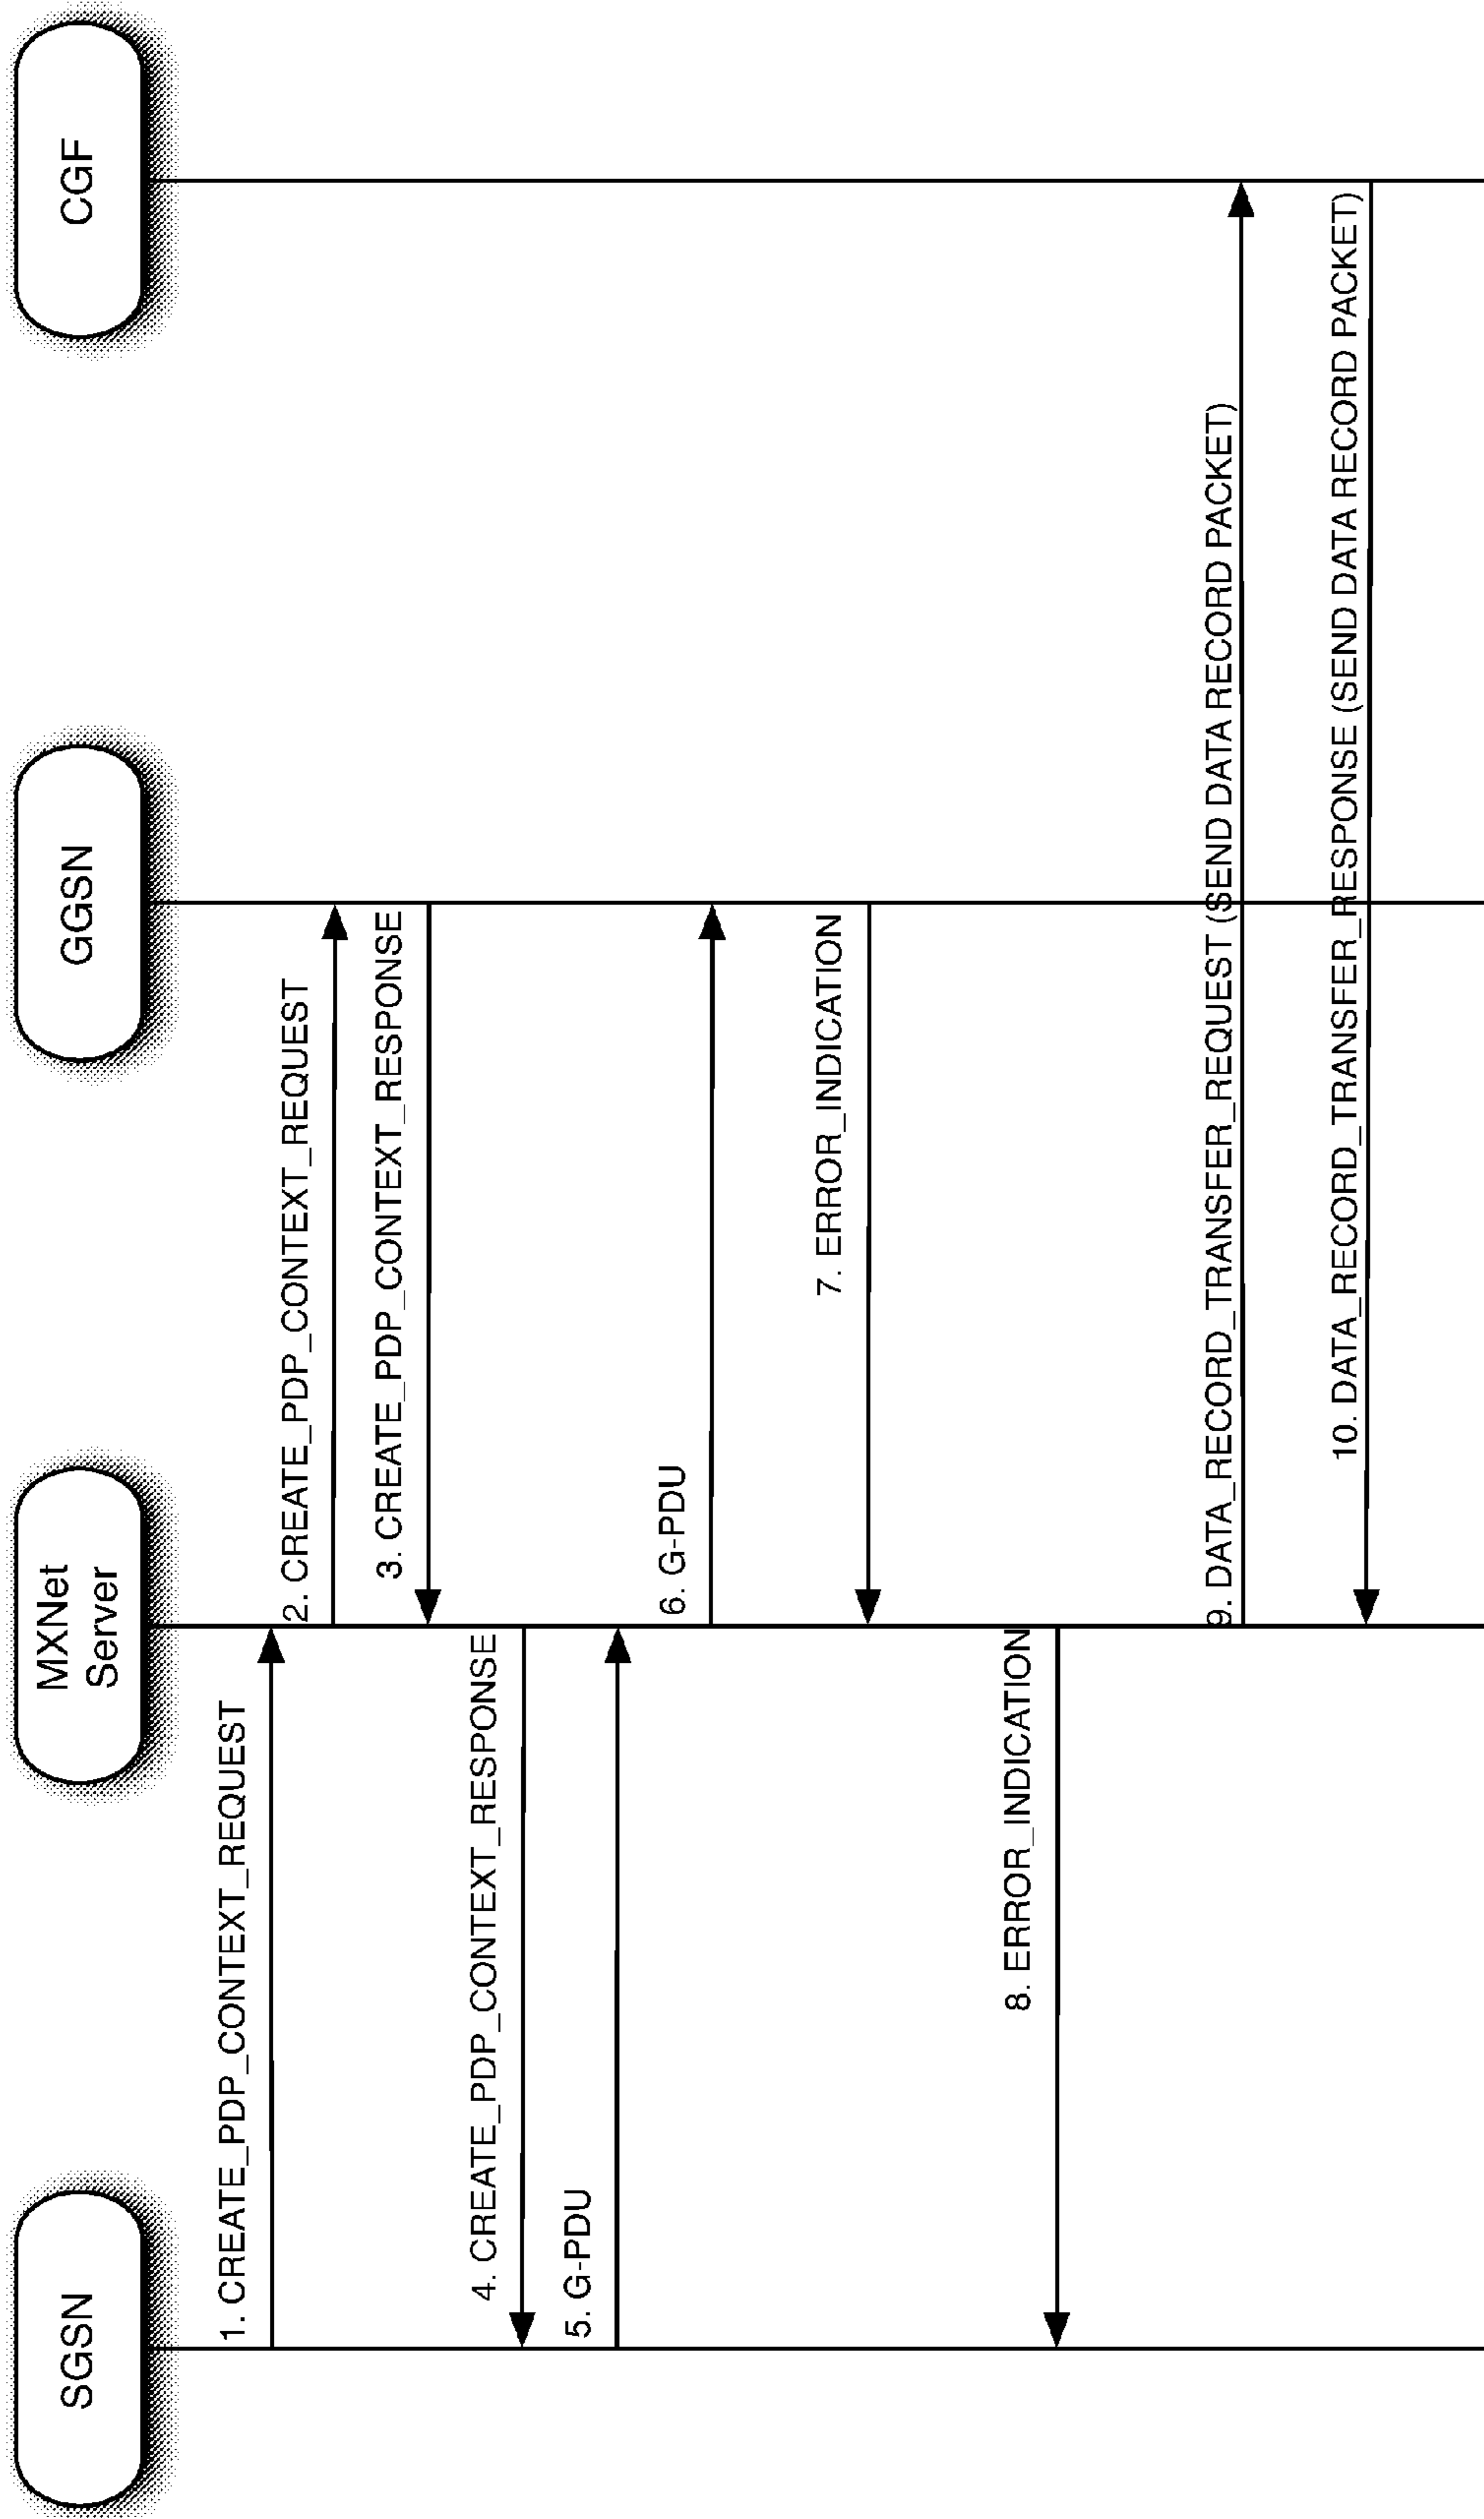 SGSN
MXNet
Server
GGSN
CGF
1. CREATE_PDP_CONTEXT_REQUEST
2. CREATE_PDP_CONTEXT_REQUEST
3. CREATE_PDP_CONTEXT_RESPONSE
4. CREATE_PDP_CONTEXT_RESPONSE
5. G-PDU
6. G-PDU
7. ERROR_INDICATION
8. ERROR_INDICATION
9. DATA_RECORD_TRANSFER_REQUEST (SEND DATA RECORD PACKET)
10. DATA_RECORD_TRANSFER_RESPONSE (SEND DATA RECORD PACKET)